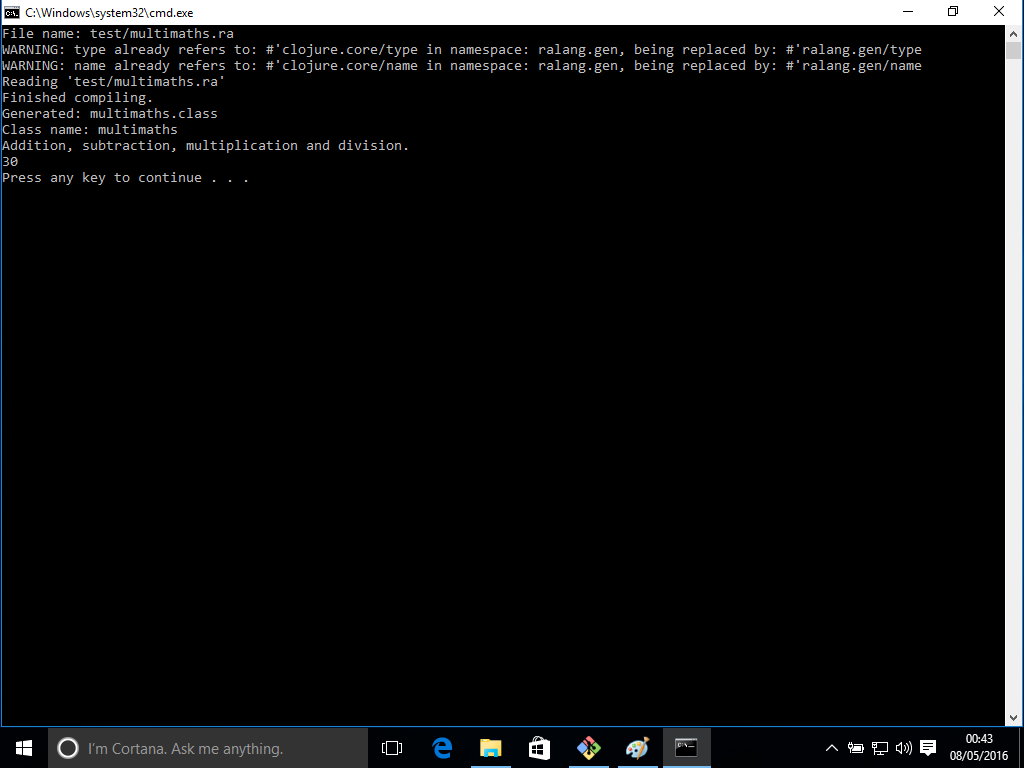 C:\Windows\system32\cmd.exe
File name: test/multimaths.ra
WARNING: type already refers to: #'clojure.core/type in namespace: ralang.gen, being replaced by: #'ralang.gen/type
WARNING: name already refers to: #'clojure.core/name in namespace: ralang.gen, being replaced by: #'ralang.gen/name
Reading 'test/multimaths.ra'
Finished compiling.
Generated: multimaths.class
Class name: multimaths
Addition, subtraction, multiplication and division.
30
Press any key to continue . . .
I'm Cortana. Ask me anything.
00:43
08/05/2016